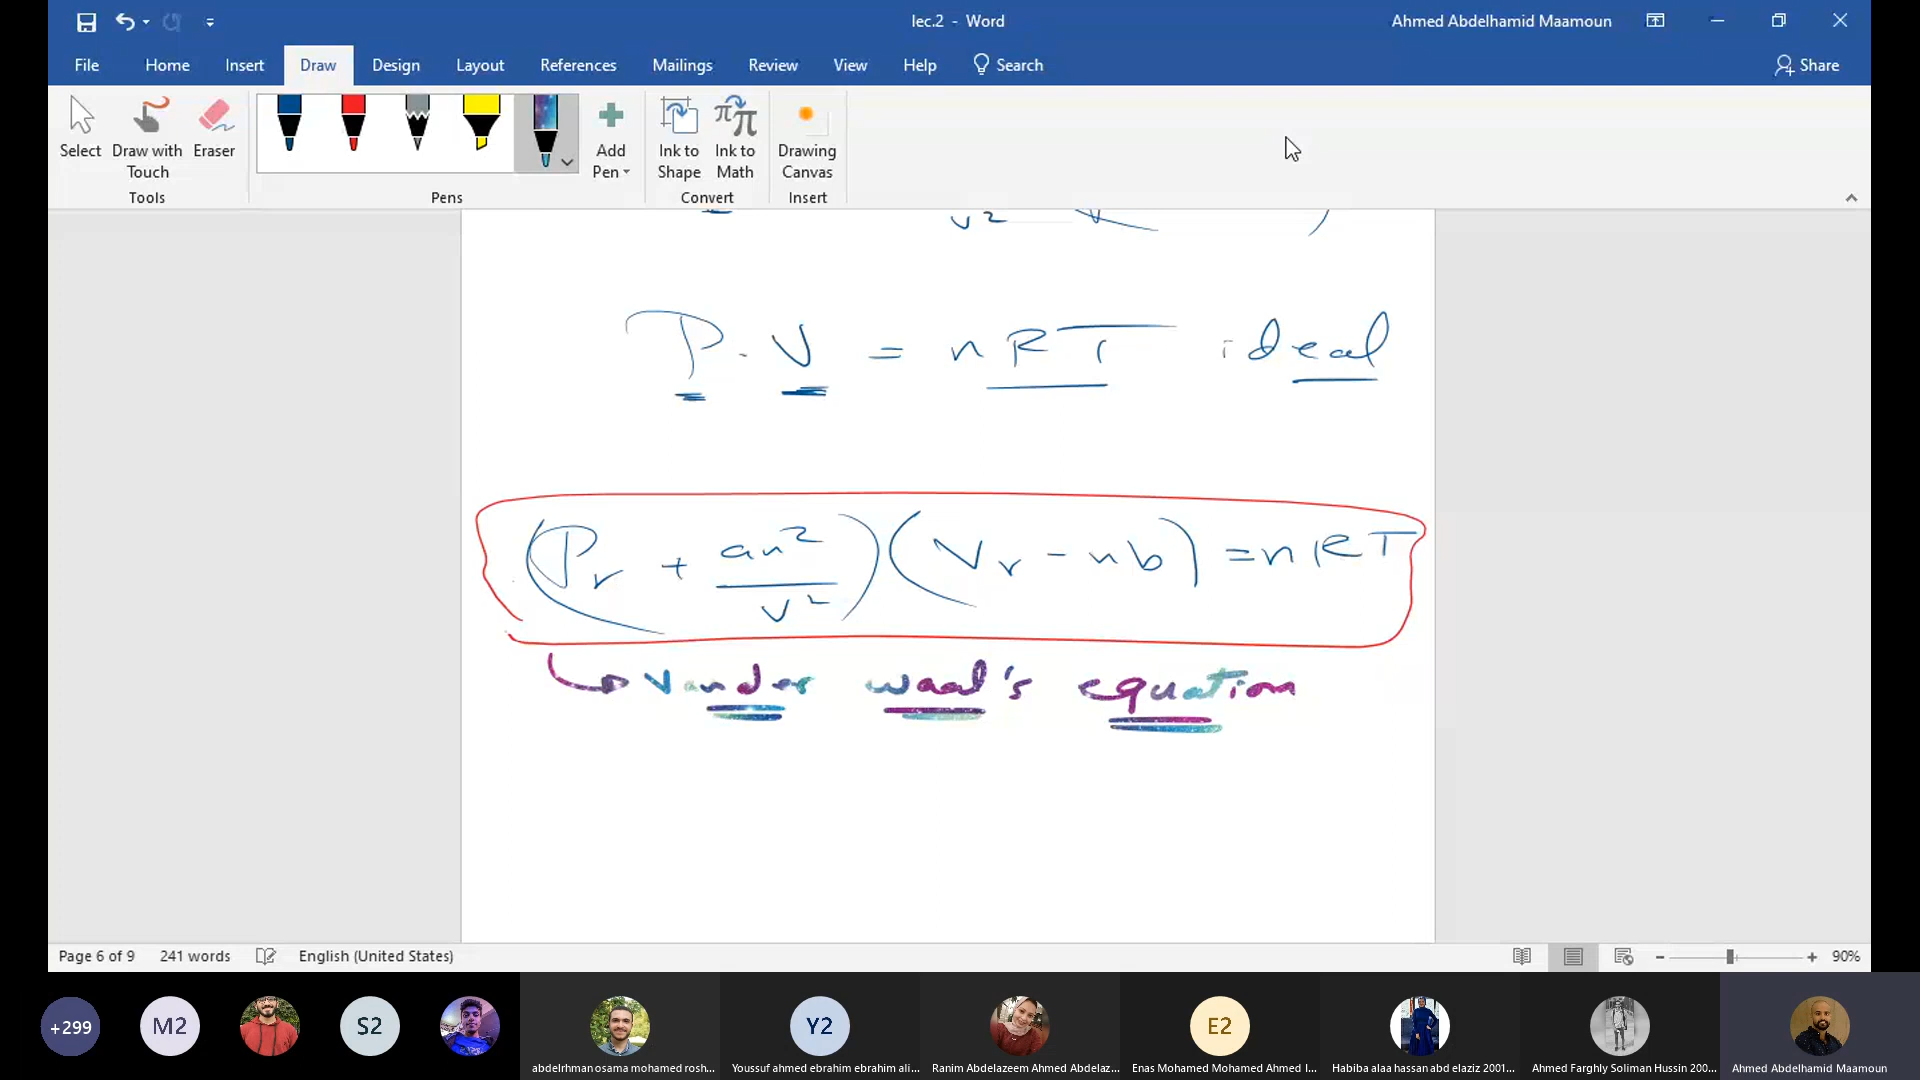 lec.2 - Word
Ahmed Abdelhamid Maamoun
File Home Insert Draw Design Layout References Mailings Review View Help Search Share
Select Draw with Touch Eraser Add Pen Ink to Shape Ink to Math Drawing Canvas
Tools Pens Convert Insert
v²
P. V = nRT ideal
(Pr + an²/v²)(Vr - nb) = nRT
Vander waal's equation
Page 6 of 9 241 words English (United States) 90%
+299 M2 S2 Y2 E2
abdelrhman osama mohamed rosh... Youssuf ahmed ebrahim ebrahim ali... Ranim Abdelazeem Ahmed Abdelaz... Enas Mohamed Mohamed Ahmed I... Habiba alaa hassan abd elaziz 2001... Ahmed Farghly Soliman Hussin 200... Ahmed Abdelhamid Maamoun